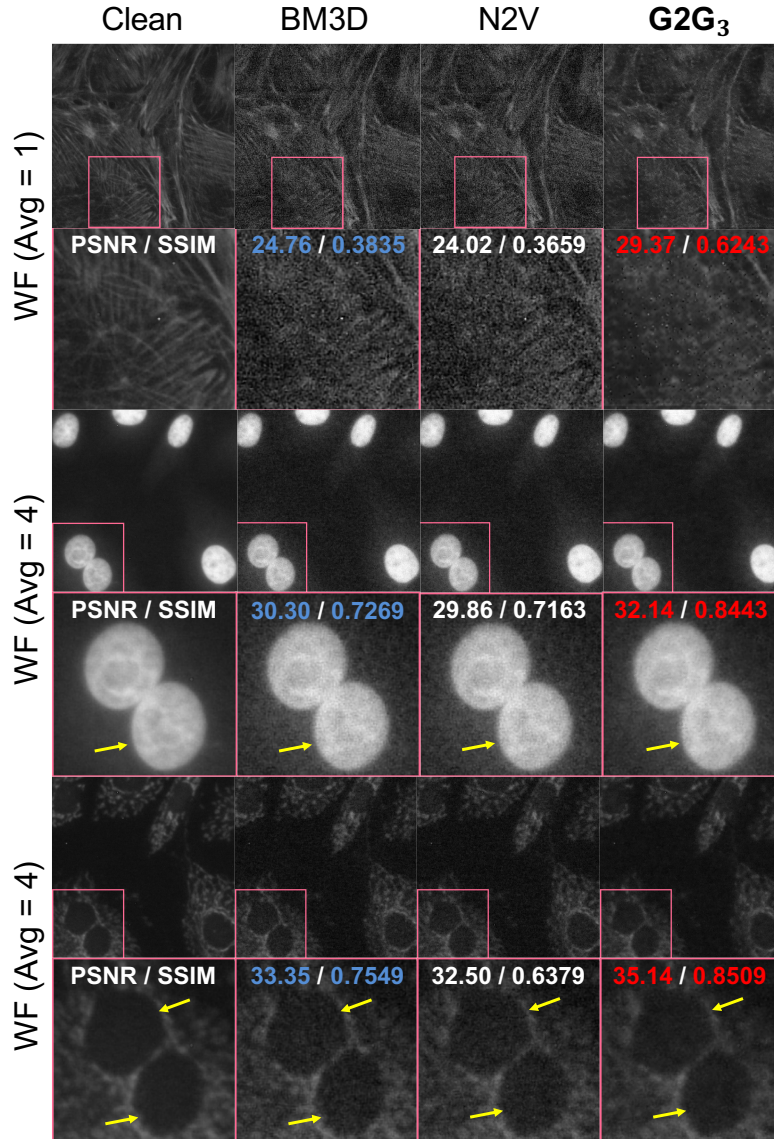 Clean BM3D N2V G2G₃
WF (Avg = 1)
PSNR / SSIM 24.76 / 0.3835 24.02 / 0.3659 29.37 / 0.6243
WF (Avg = 4)
PSNR / SSIM 30.30 / 0.7269 29.86 / 0.7163 32.14 / 0.8443
WF (Avg = 4)
PSNR / SSIM 33.35 / 0.7549 32.50 / 0.6379 35.14 / 0.8509